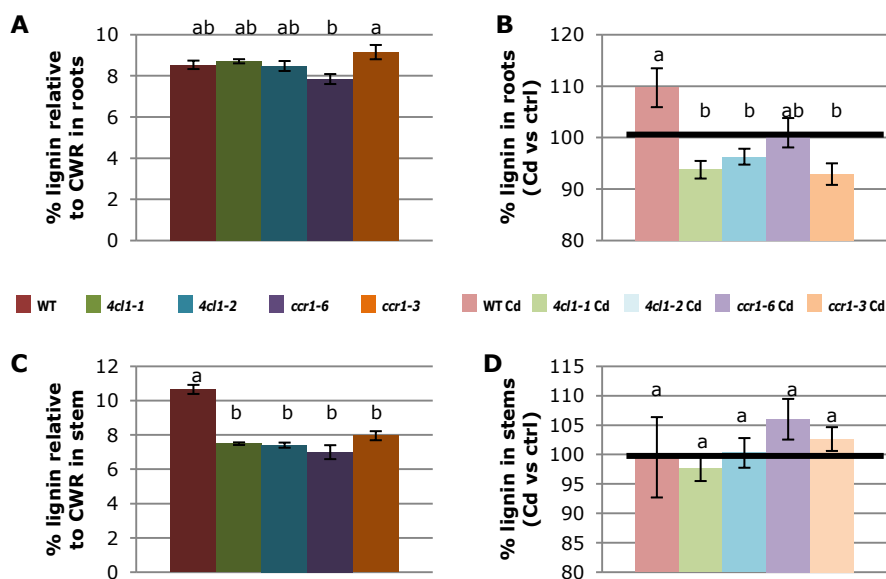 A
% lignin relative
to CWR in roots
10
8
6
4
2
0
ab ab ab b a
B
% lignin in roots
(Cd vs ctrl)
120
110
100
90
80
a b b ab b
WT 4cl1-1 4cl1-2 ccr1-6 ccr1-3 WT Cd 4cl1-1 Cd 4cl1-2 Cd ccr1-6 Cd ccr1-3 Cd
C
% lignin relative
to CWR in stem
12
10
8
6
4
2
0
a b b b b
D
% lignin in stems
(Cd vs ctrl)
115
110
105
100
95
90
85
80
a a a a a